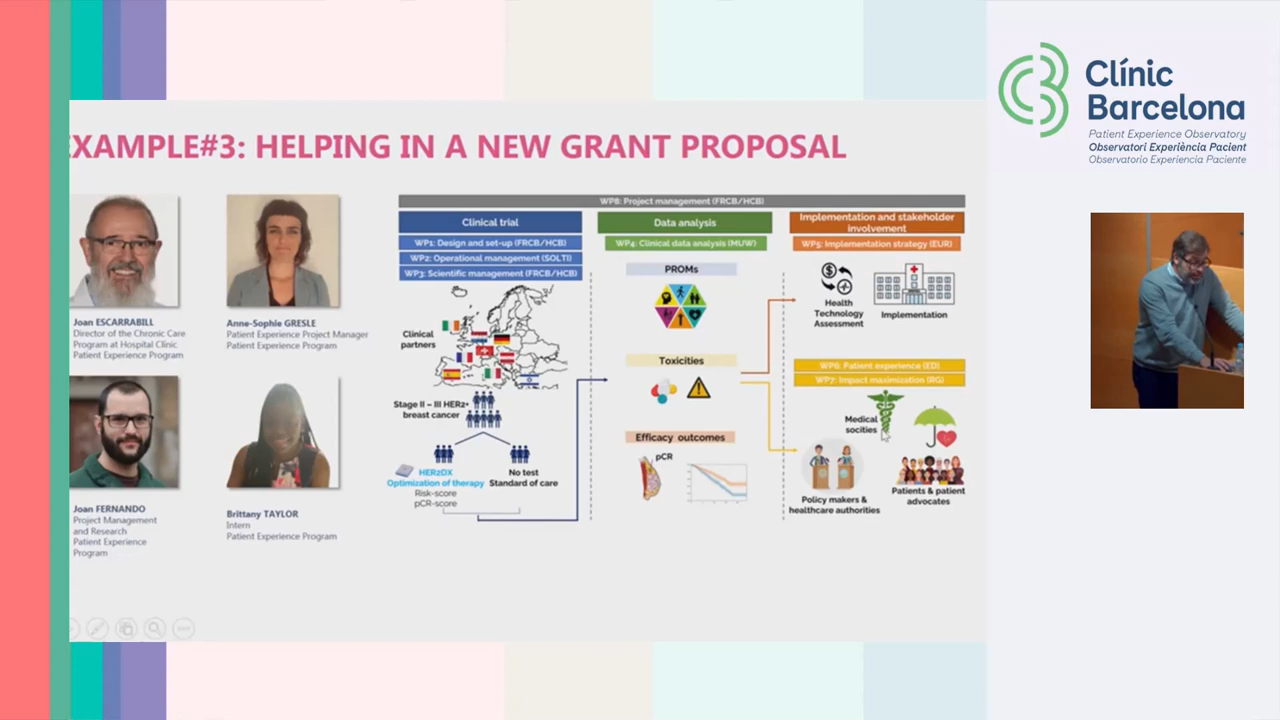 EXAMPLE#3: HELPING IN A NEW GRANT PROPOSAL
Joan ESCARRABILL
Director of the Chronic Care
Program at Hospital Clinic
Patient Experience Program
Anne-Sophie GRESLE
Patient Experience Project Manager
Patient Experience Program
Joan FERNANDO
Project Management
and Research
Patient Experience
Program
Brittany TAYLOR
Intern
Patient Experience Program
WP8: Project management (FRCB/HCB)
Clinical trial
WP1: Design and set-up (FRCB/HCB)
WP2: Operational management (SOLTI)
WP3: Scientific management (FRCB/HCB)
Clinical
partners
Stage II – III HER2+
breast cancer
HER2DX
Optimization of therapy
Risk-score
pCR-score
No test
Standard of care
Data analysis
WP4: Clinical data analysis (MUW)
PROMs
Toxicities
Efficacy outcomes
pCR
Implementation and stakeholder
involvement
WP5: Implementation strategy (EUR)
Health
Technology
Assessment
Implementation
WP6: Patient experience (ED)
WP7: Impact maximization (RG)
Medical
socities
Policy makers &
healthcare authorities
Patients & patient
advocates
Clínic
Barcelona
Patient Experience Observatory
Observatori Experiència Pacient
Observatorio Experiencia Paciente